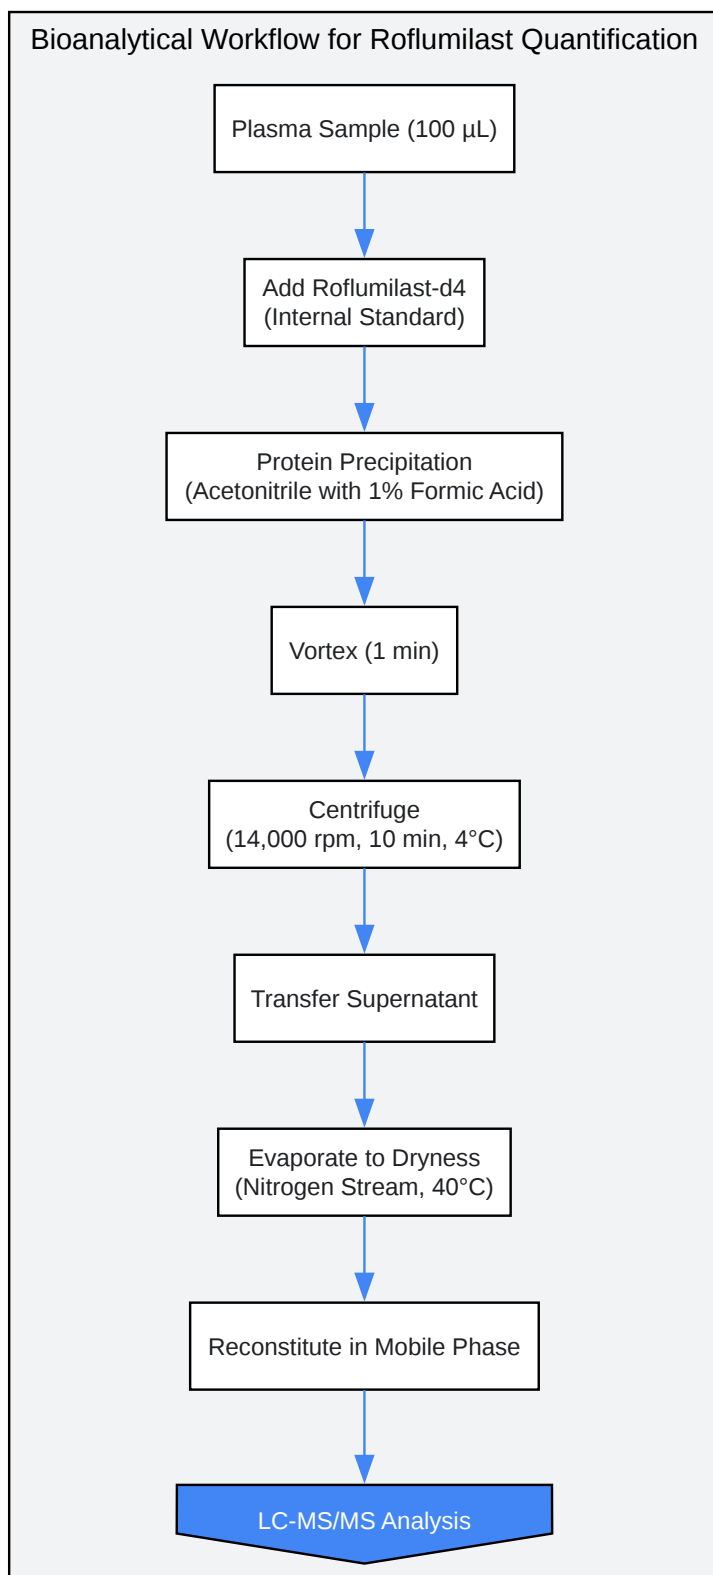 Bioanalytical Workflow for Roflumilast Quantification
Plasma Sample (100 µL)
Add Roflumilast-d4
(Internal Standard)
Protein Precipitation
(Acetonitrile with 1% Formic Acid)
Vortex (1 min)
Centrifuge
(14,000 rpm, 10 min, 4°C)
Transfer Supernatant
Evaporate to Dryness
(Nitrogen Stream, 40°C)
Reconstitute in Mobile Phase
LC-MS/MS Analysis